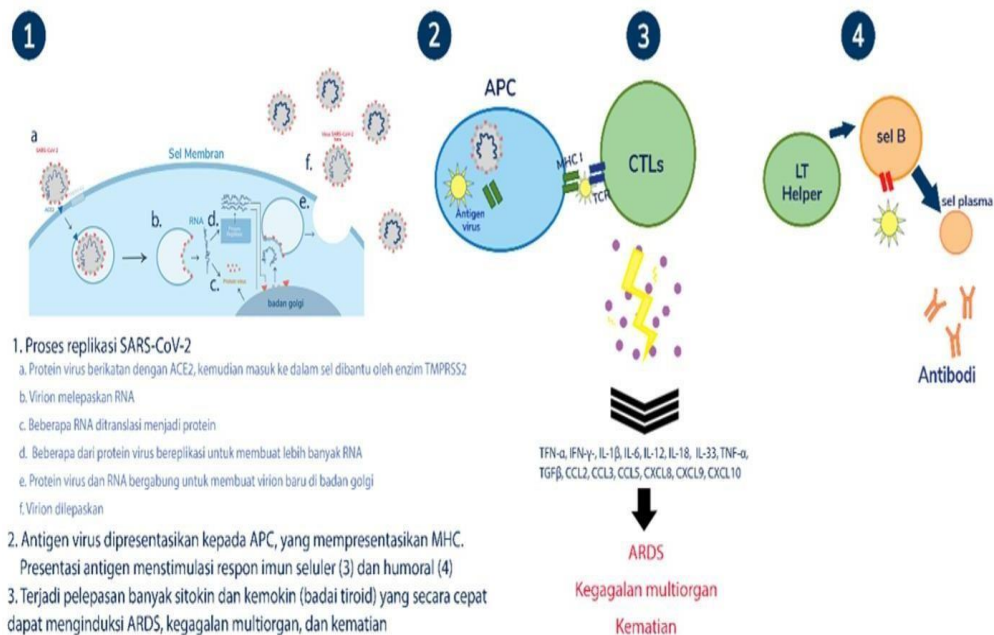 1
2
3
4
a
SARS-CoV-2
ACE2
Sel Membran
b.
RNA
d.
c.
Protein virus
e.
f.
badan golgi
APC
Antigen
virus
MHC I
TCR
CTLs
LT
Helper
sel B
sel plasma
Antibodi
TFN-α, IFN-γ-, IL-1β, IL-6, IL-12, IL-18, IL-33, TNF-α,
TGFβ, CCL2, CCL3, CCL5, CXCL8, CXCL9, CXCL10
ARDS
Kegagalan multiorgan
Kematian
1. Proses replikasi SARS-CoV-2
a. Protein virus berikatan dengan ACE2, kemudian masuk ke dalam sel dibantu oleh enzim TMPRSS2
b. Virion melepaskan RNA
c. Beberapa RNA ditranslasi menjadi protein
d. Beberapa dari protein virus bereplikasi untuk membuat lebih banyak RNA
e. Protein virus dan RNA bergabung untuk membuat virion baru di badan golgi
f. Virion dilepaskan
2. Antigen virus dipresentasikan kepada APC, yang mempresentasikan MHC.
Presentasi antigen menstimulasi respon imun seluler (3) dan humoral (4)
3. Terjadi pelepasan banyak sitokin dan kemokin (badai tiroid) yang secara cepat
dapat menginduksi ARDS, kegagalan multiorgan, dan kematian